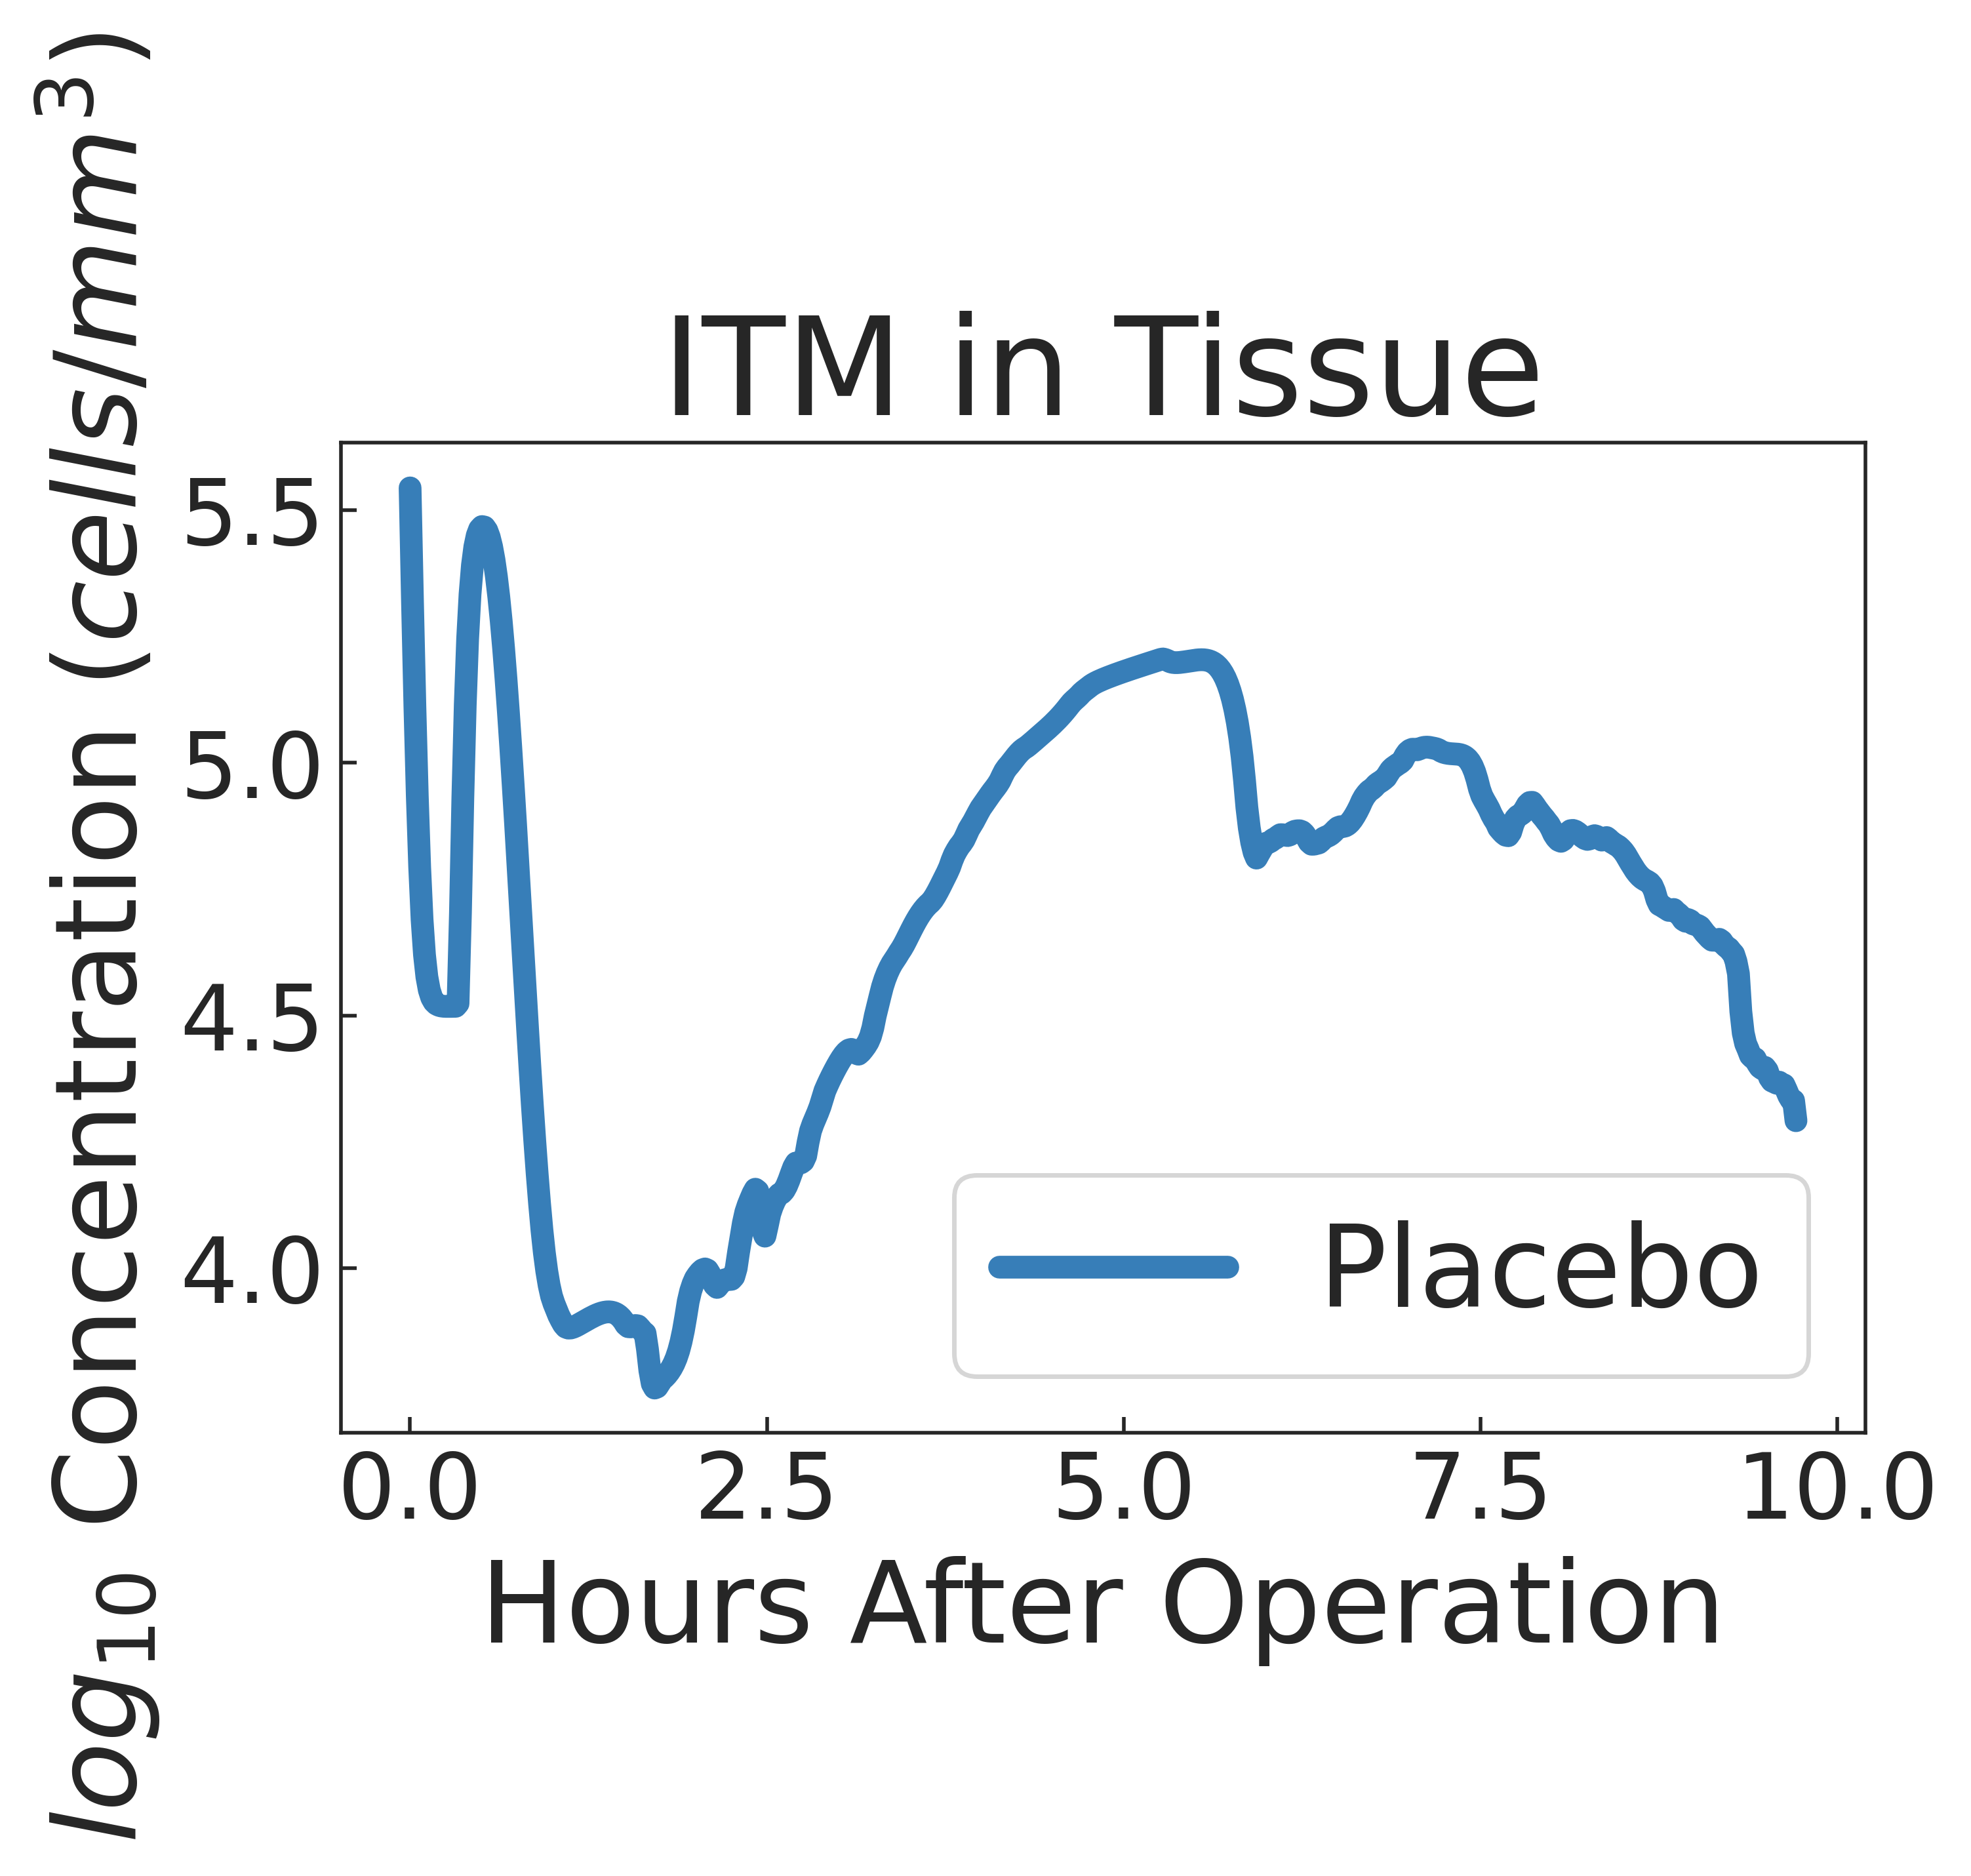 ITM in Tissue
log₁₀ Concentration (cells/mm³)
5.5
5.0
4.5
4.0
Placebo
0.0 2.5 5.0 7.5 10.0
Hours After Operation